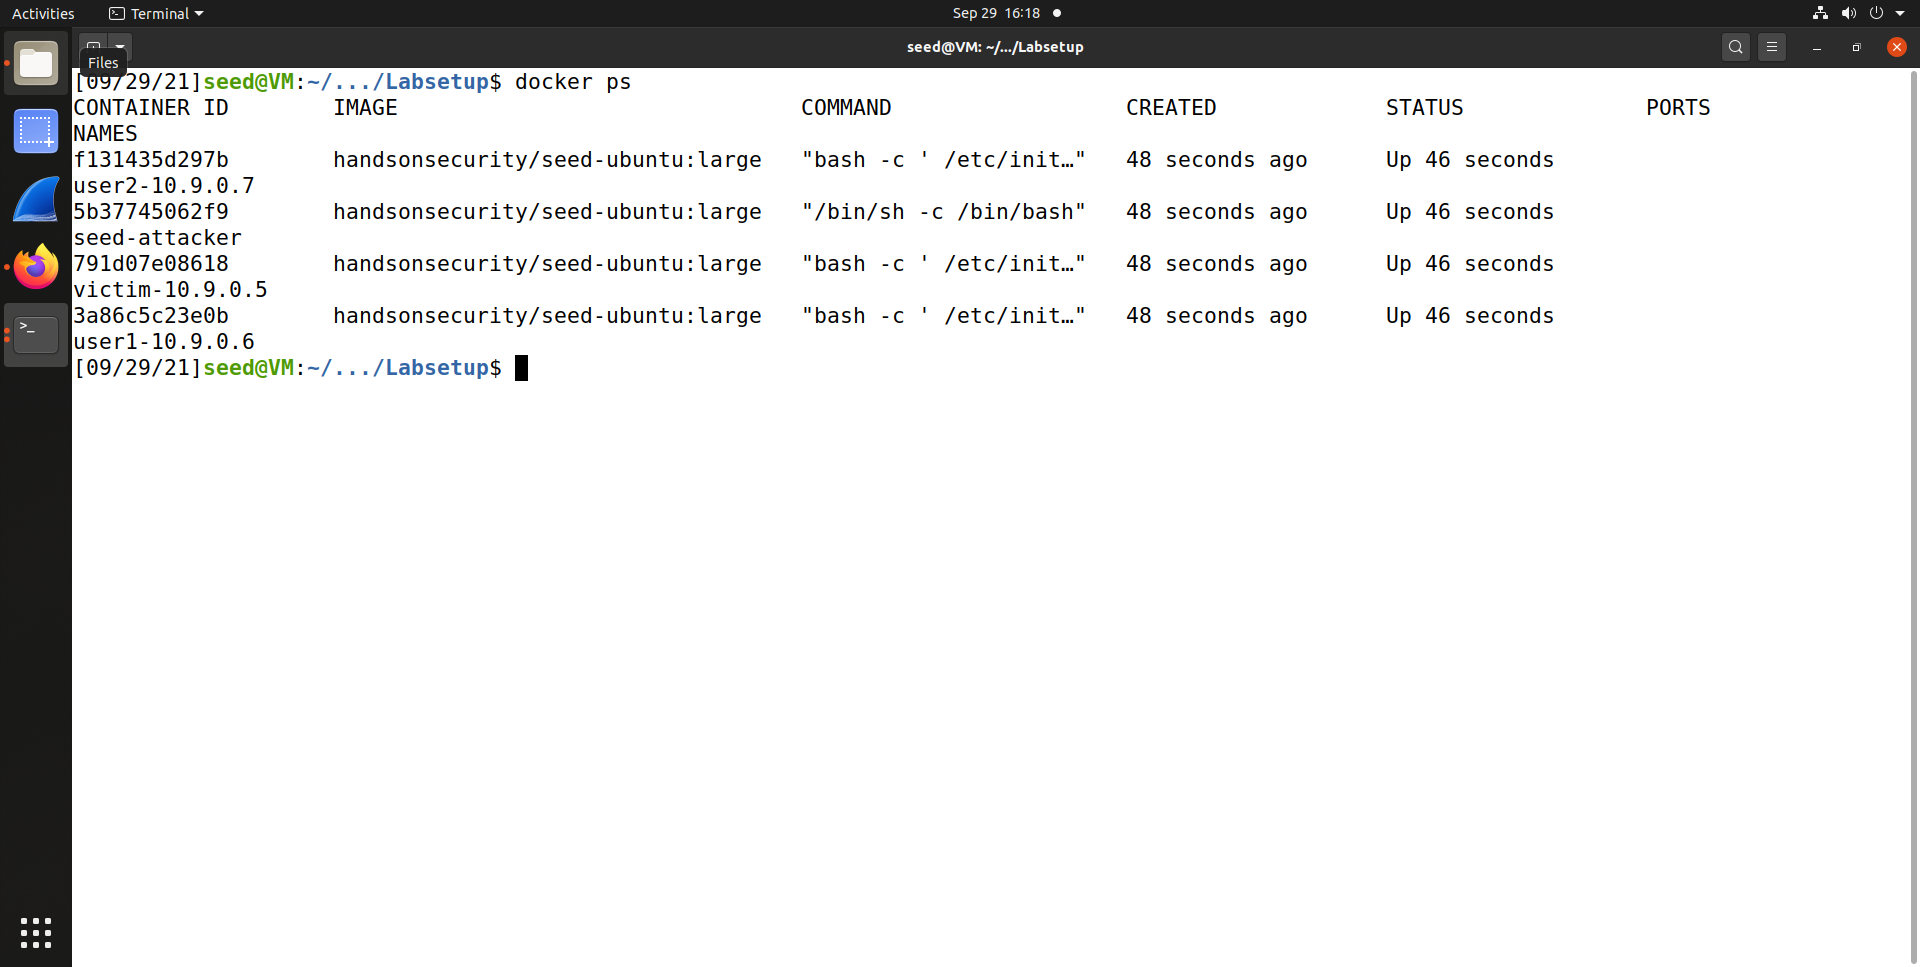 Activities Terminal Sep 29 16:18
seed@VM: ~/.../Labsetup
Files
[09/29/21]seed@VM:~/.../Labsetup$ docker ps
CONTAINER ID IMAGE COMMAND CREATED STATUS PORTS
NAMES
f131435d297b handsonsecurity/seed-ubuntu:large "bash -c ' /etc/init…" 48 seconds ago Up 46 seconds
user2-10.9.0.7
5b37745062f9 handsonsecurity/seed-ubuntu:large "/bin/sh -c /bin/bash" 48 seconds ago Up 46 seconds
seed-attacker
791d07e08618 handsonsecurity/seed-ubuntu:large "bash -c ' /etc/init…" 48 seconds ago Up 46 seconds
victim-10.9.0.5
3a86c5c23e0b handsonsecurity/seed-ubuntu:large "bash -c ' /etc/init…" 48 seconds ago Up 46 seconds
user1-10.9.0.6
[09/29/21]seed@VM:~/.../Labsetup$